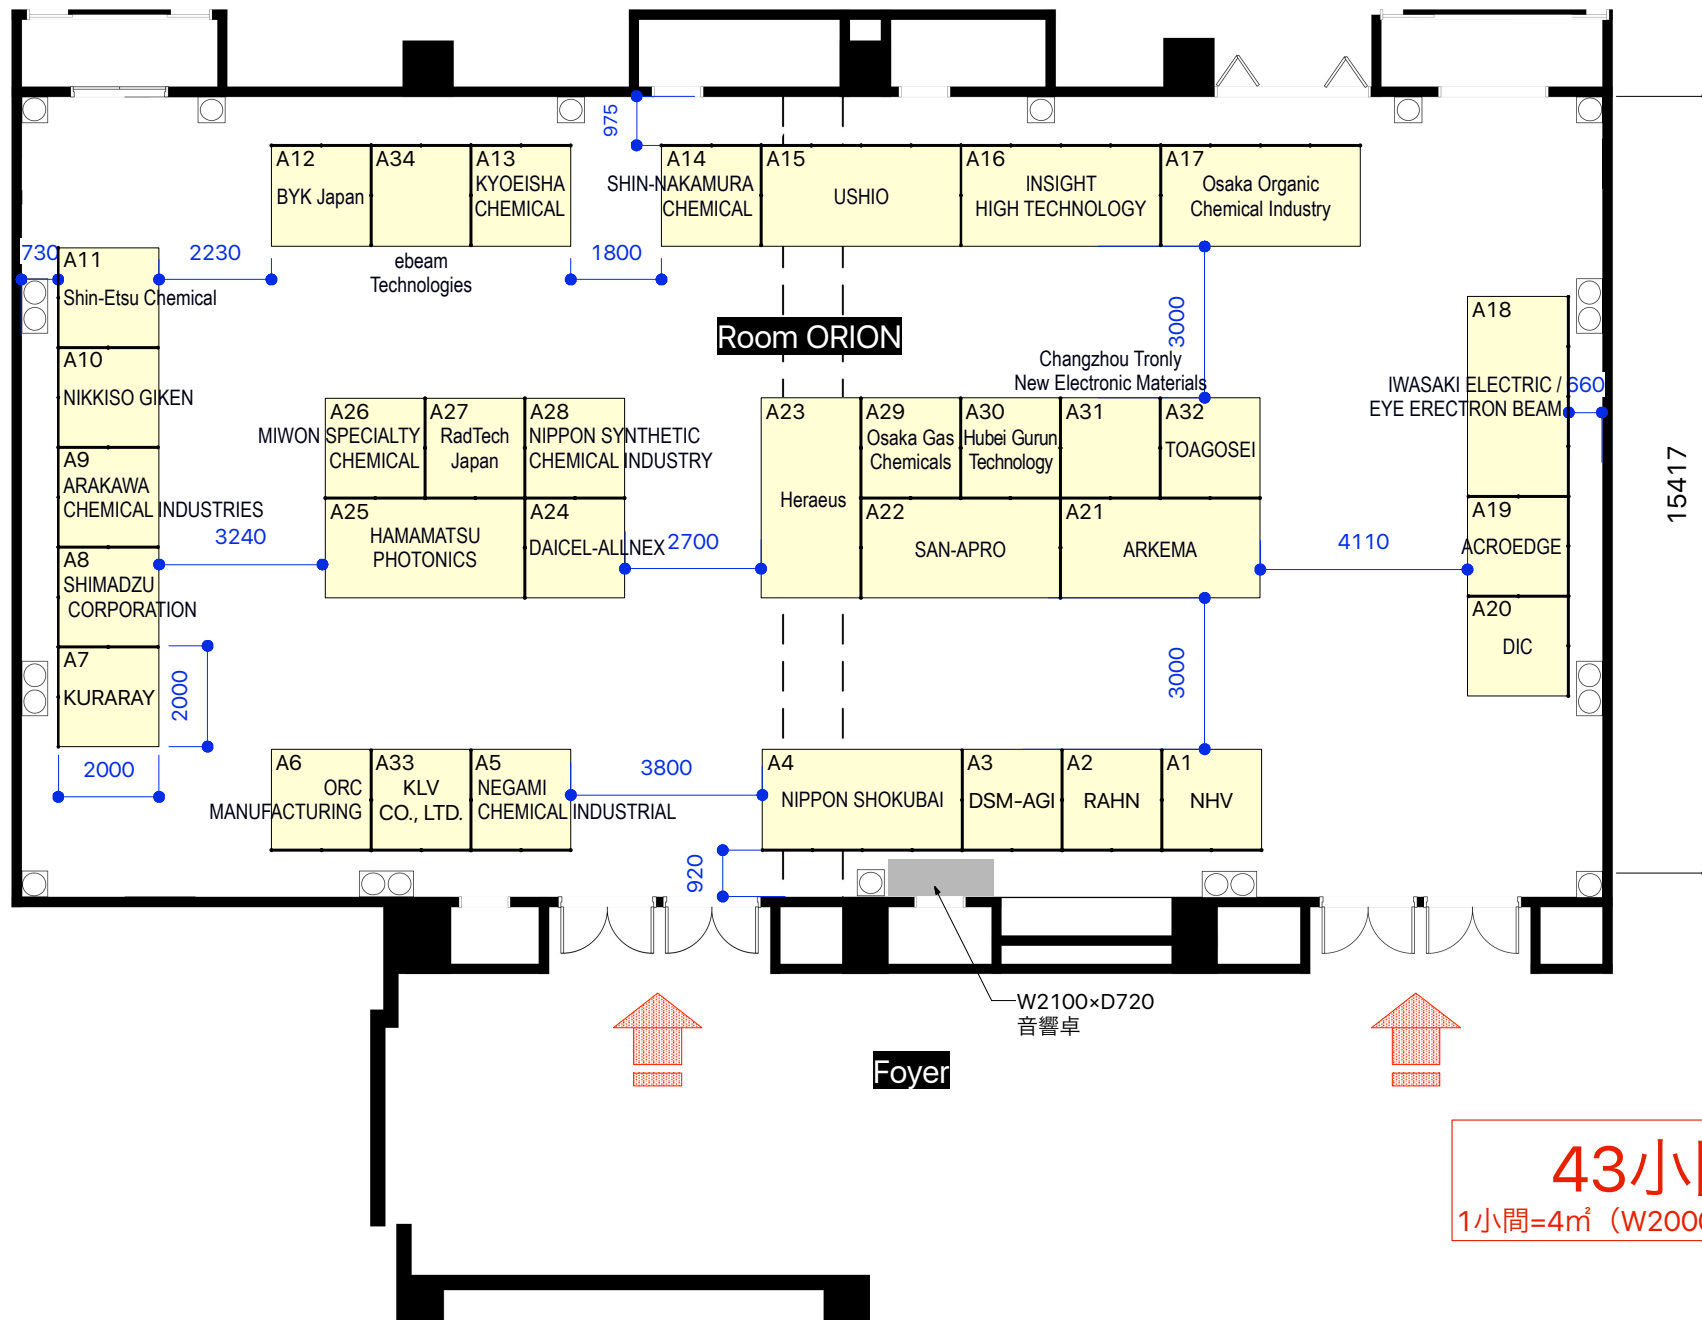 975
A12
BYK Japan
A34
ebeam
Technologies
A13
KYOEISHA
CHEMICAL
A14
SHIN-NAKAMURA
CHEMICAL
A15
USHIO
A16
INSIGHT
HIGH TECHNOLOGY
A17
Osaka Organic
Chemical Industry
730
2230
1800
3000
A11
Shin-Etsu Chemical
A10
NIKKISO GIKEN
A9
ARAKAWA
CHEMICAL INDUSTRIES
A8
SHIMADZU
CORPORATION
A7
KURARAY
2000
2000
3240
Room ORION
A26
MIWON SPECIALTY
CHEMICAL
A27
RadTech
Japan
A28
NIPPON SYNTHETIC
CHEMICAL INDUSTRY
A25
HAMAMATSU
PHOTONICS
A24
DAICEL-ALLNEX
2700
A23
Heraeus
A29
Osaka Gas
Chemicals
A30
Hubei Gurun
Technology
Changzhou Tronly
New Electronic Materials
A31
A32
TOAGOSEI
A22
SAN-APRO
A21
ARKEMA
4110
A18
IWASAKI ELECTRIC /
EYE ERECTRON BEAM
660
A19
ACROEDGE
A20
DIC
15417
3000
A6
ORC
MANUFACTURING
A33
KLV
CO., LTD.
A5
NEGAMI
CHEMICAL INDUSTRIAL
3800
A4
NIPPON SHOKUBAI
A3
DSM-AGI
A2
RAHN
A1
NHV
920
W2100×D720
音響卓
Foyer
43小
1小間=4㎡（W2000